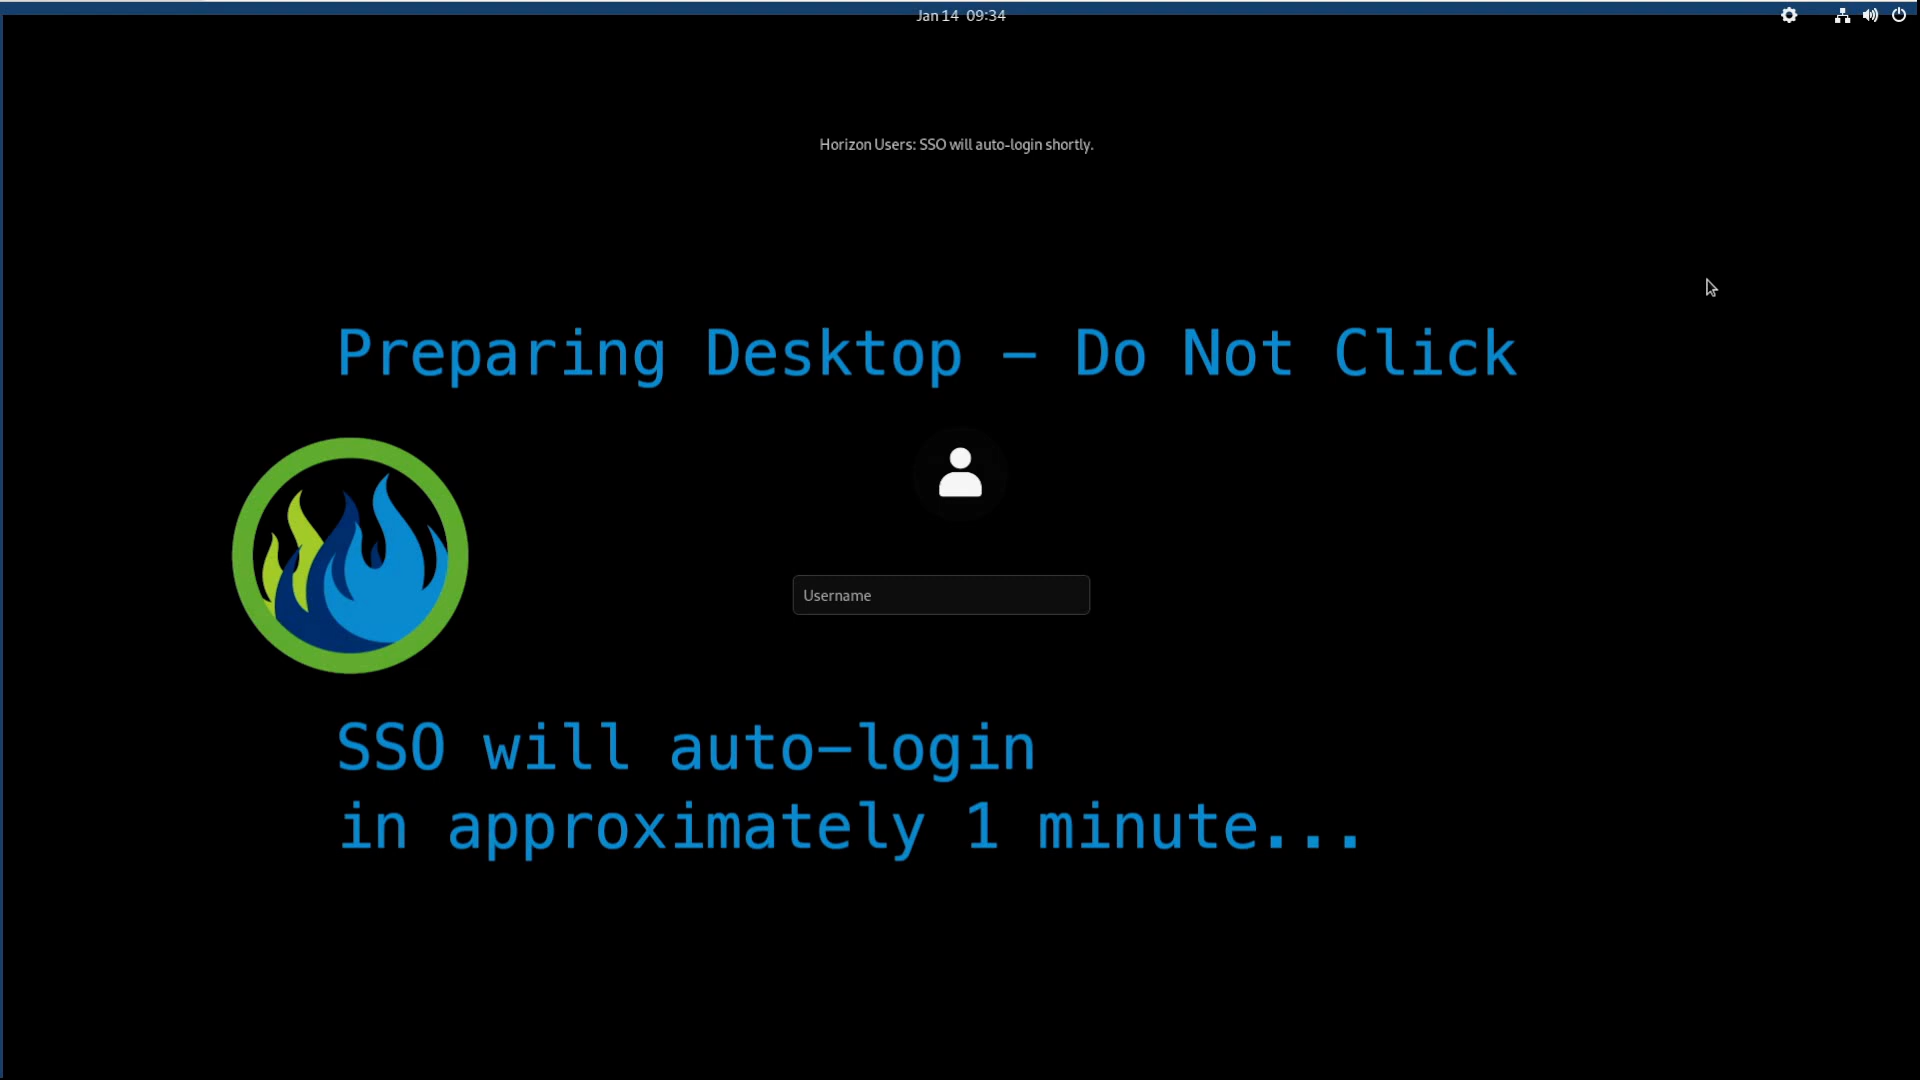 Jan 14 09:34
Horizon Users: SSO will auto-login shortly.
Preparing Desktop – Do Not Click
Username
SSO will auto–login
in approximately 1 minute...